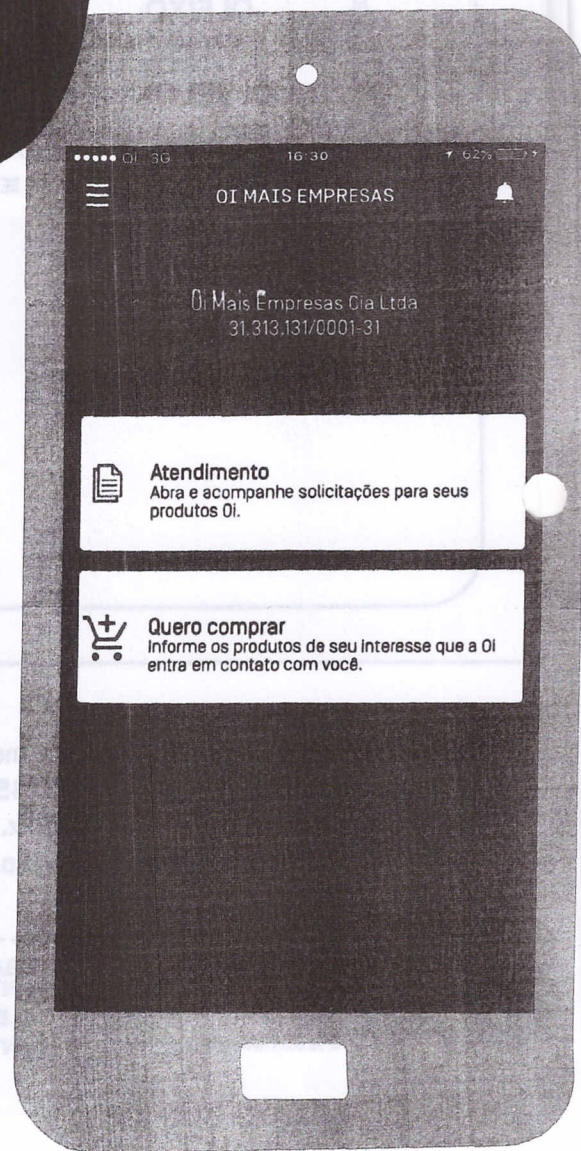 OI 3G 16:30 62%
OI MAIS EMPRESAS
Oi Mais Empresas Cia Ltda
31.313.131/0001-31
Atendimento
Abra e acompanhe solicitações para seus
produtos Oi.
Quero comprar
Informe os produtos de seu interesse que a Oi
entra em contato com você.